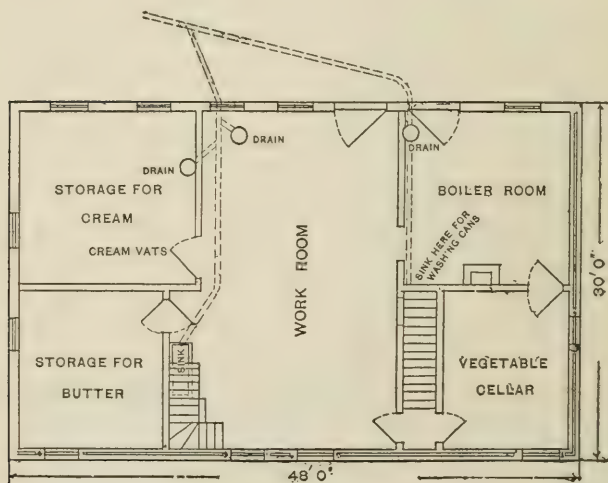 DRAIN
DRAIN
DRAIN
STORAGE FOR
CREAM
CREAM VATS
BOILER ROOM
SINK HERE FOR
WASHING CANS
WORK ROOM
30'0"
STORAGE FOR
BUTTER
SINK
VEGETABLE
CELLAR
48'0"